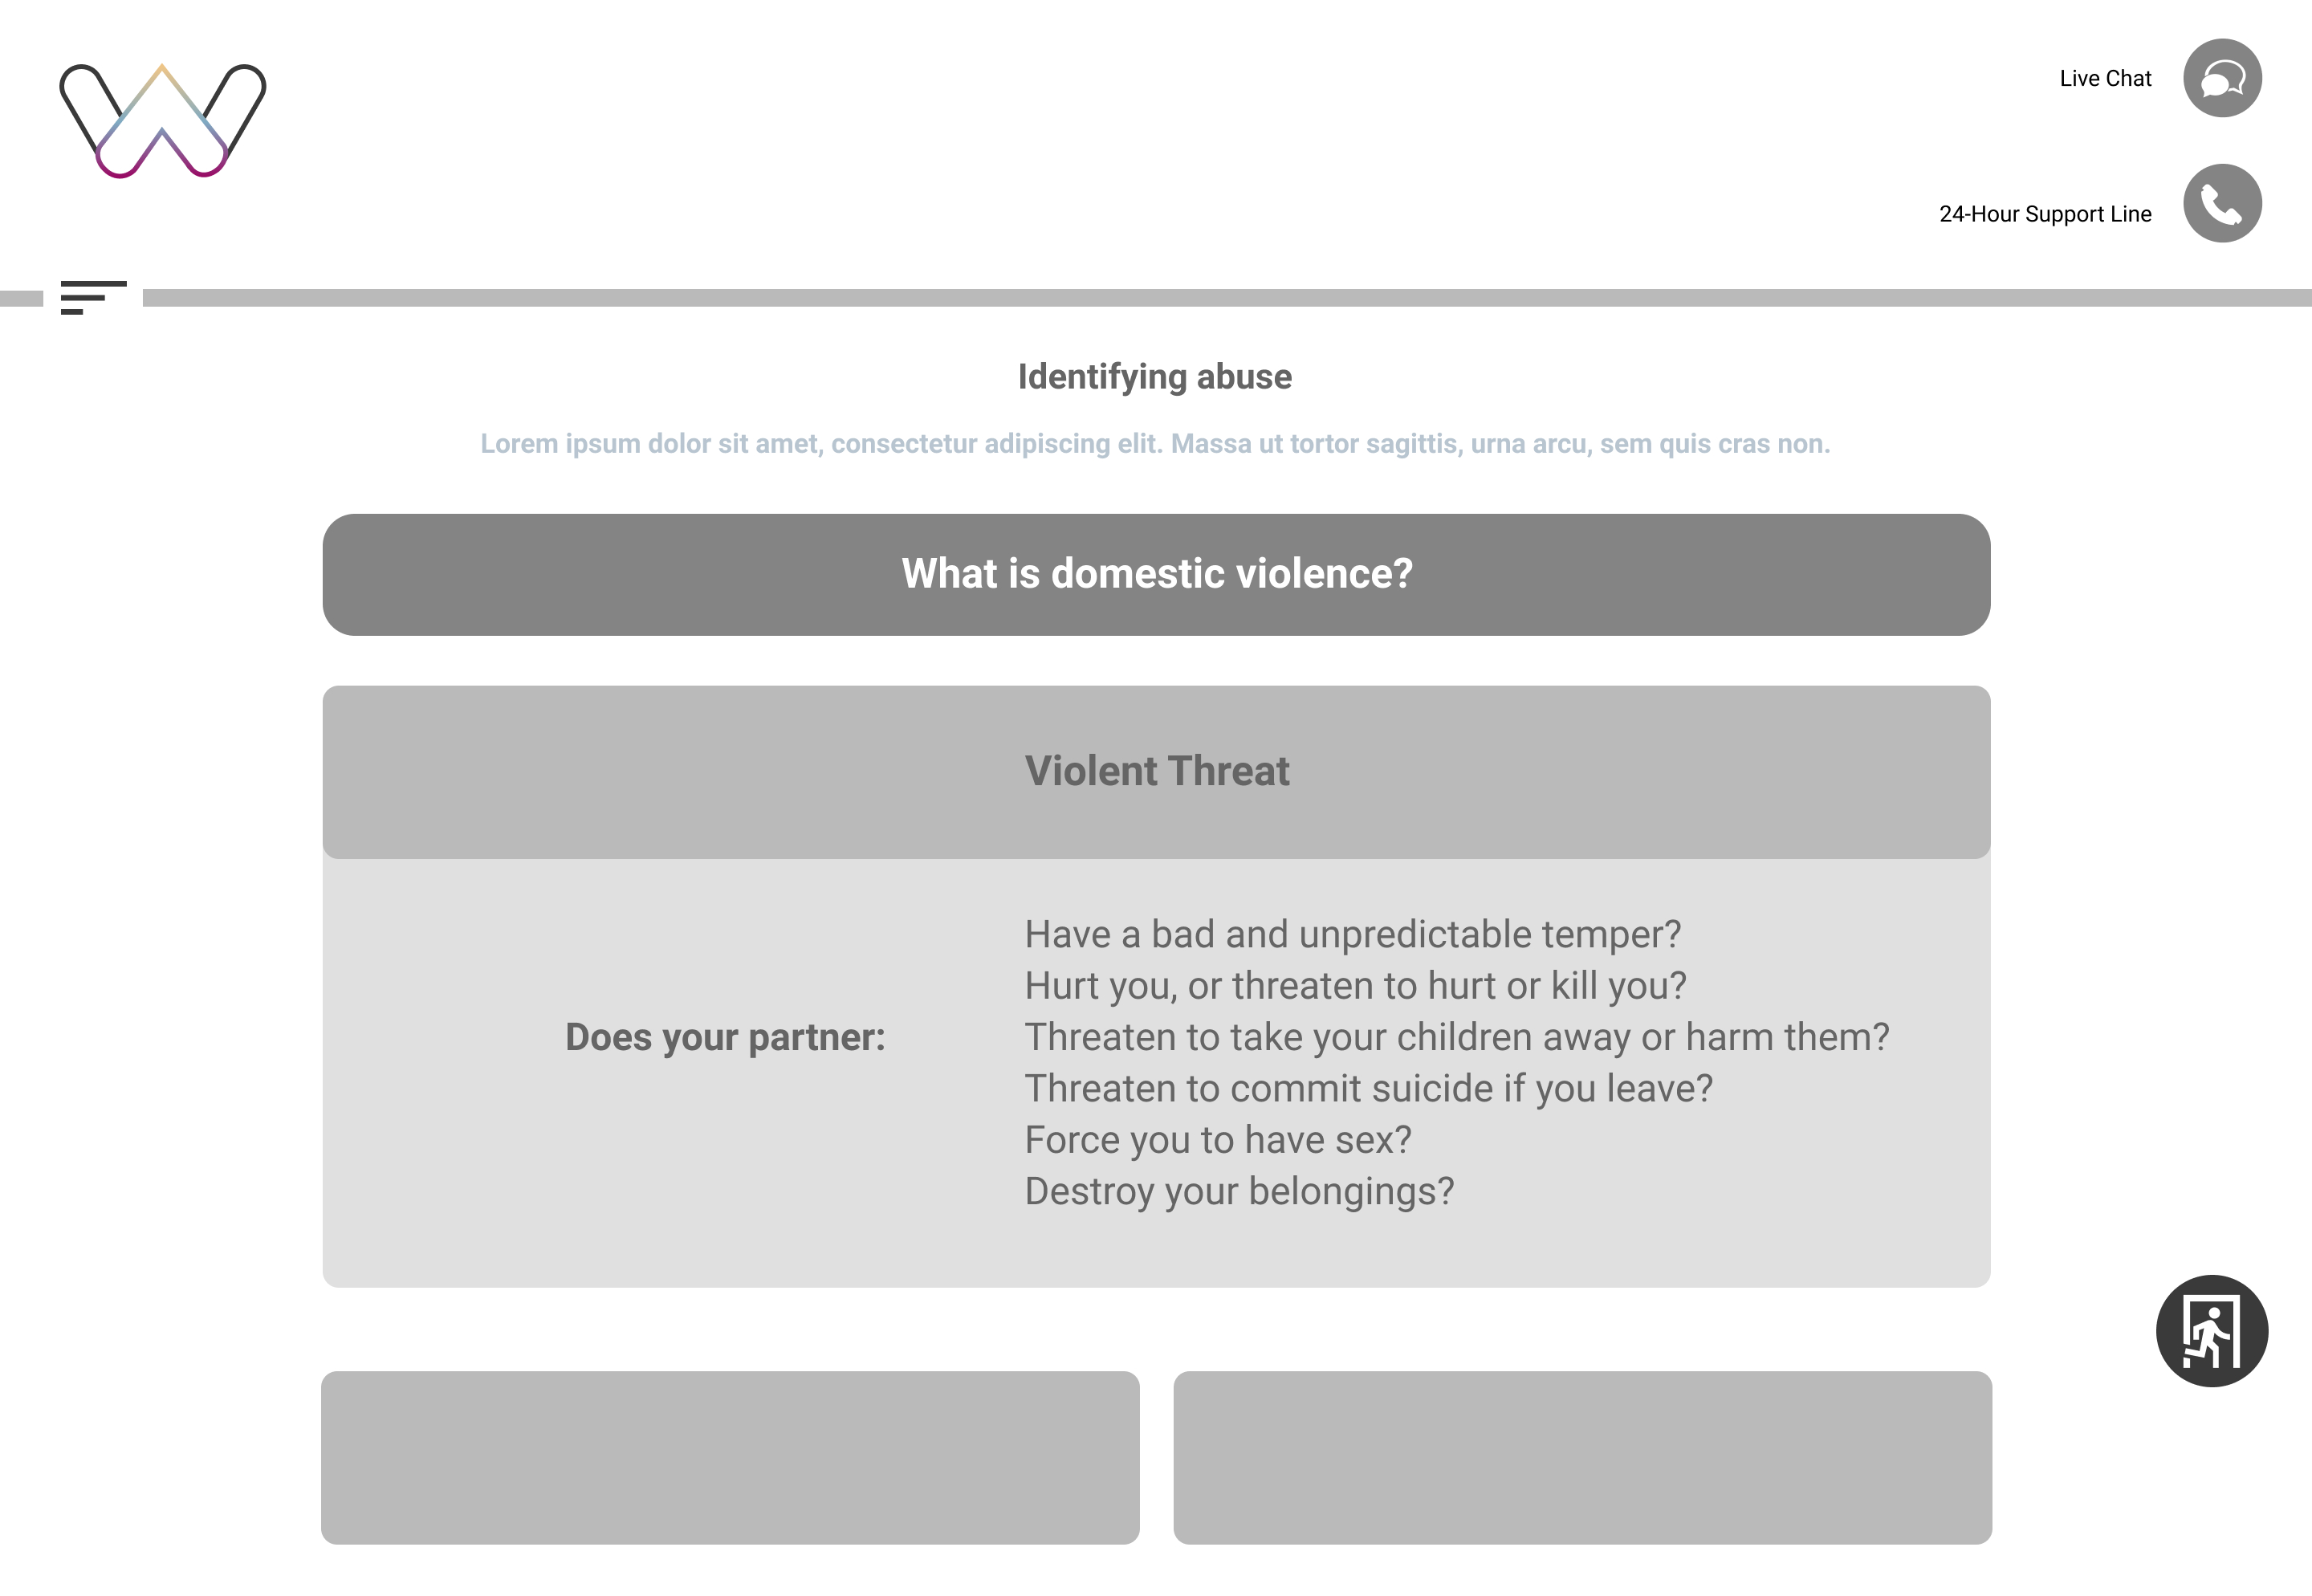 Live Chat
24-Hour Support Line
Identifying abuse
Lorem ipsum dolor sit amet, consectetur adipiscing elit. Massa ut tortor sagittis, urna arcu, sem quis cras non.
What is domestic violence?
Violent Threat
Does your partner:
Have a bad and unpredictable temper?
Hurt you, or threaten to hurt or kill you?
Threaten to take your children away or harm them?
Threaten to commit suicide if you leave?
Force you to have sex?
Destroy your belongings?